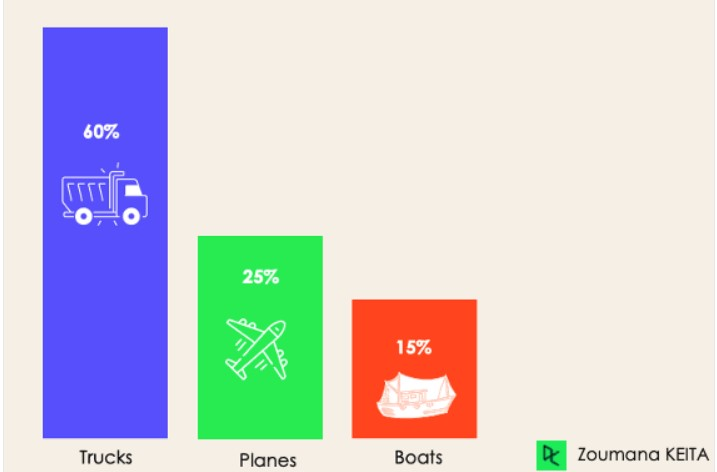 60%
25%
15%
Trucks
Planes
Boats
Zoumana KEITA